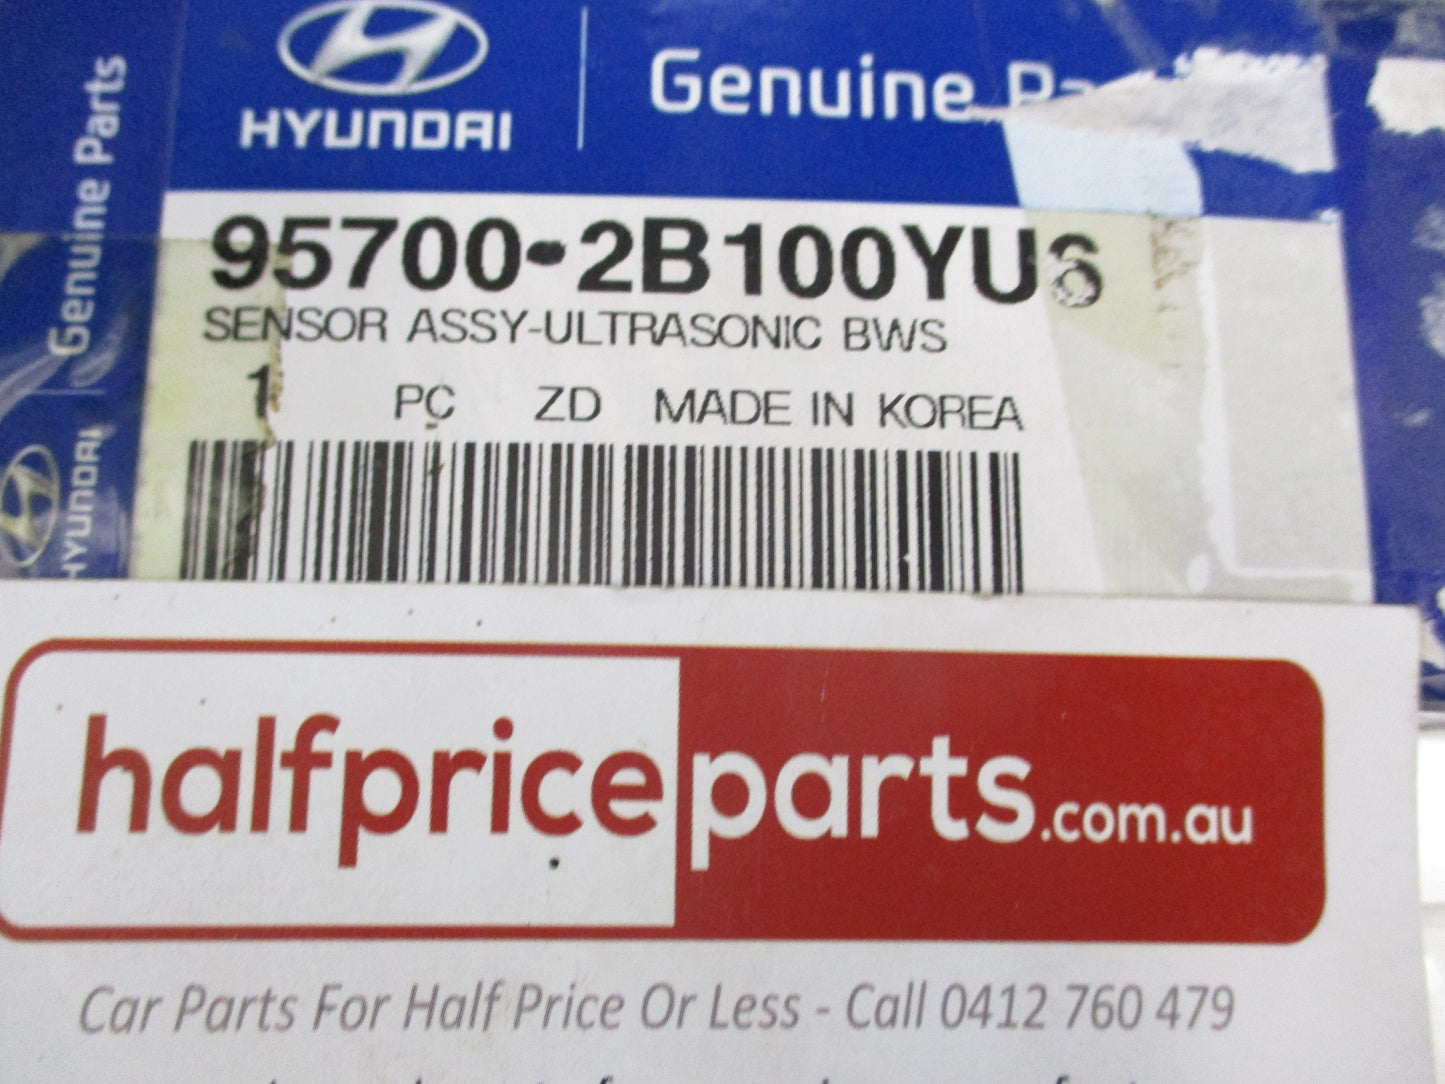 HYUNDAI
Genuine
95700-2B100YU6
SENSOR ASSY-ULTRASONIC BWS
1 PC ZD MADE IN KOREA
Genuine Parts
HYUNDAI
halfpriceparts.com.au
Car Parts For Half Price Or Less - Call 0412 760 479